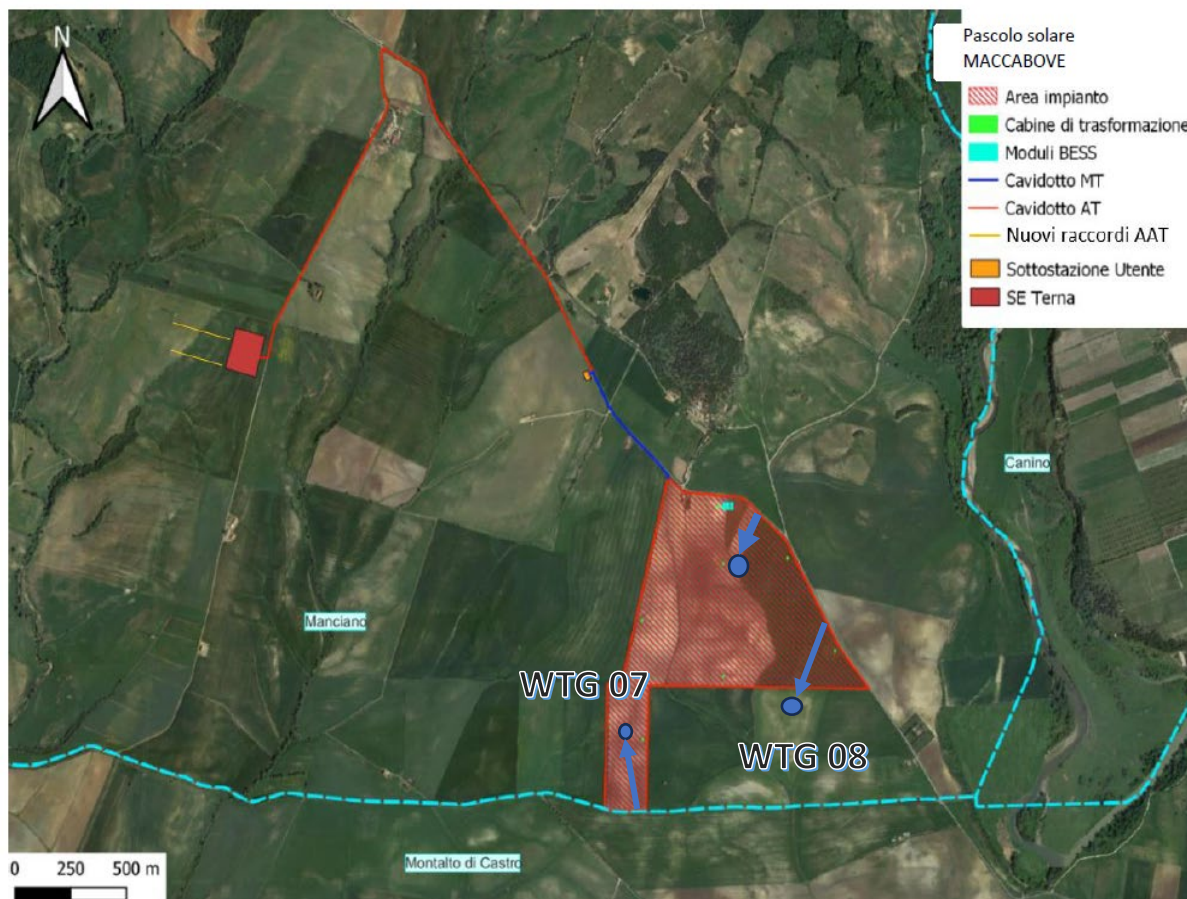 N
Pascolo solare
MACCABOVE
Area impianto
Cabine di trasformazione
Moduli BESS
Cavidotto MT
Cavidotto AT
Nuovi raccordi AAT
Sottostazione Utente
SE Terna
Canino
Manciano
WTG 07
WTG 08
Montalto di Castro
0 250 500 m